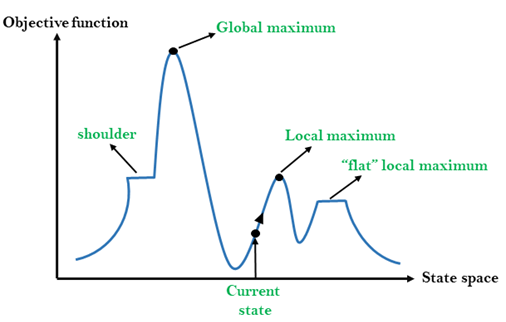 Objective function
Global maximum
shoulder
Local maximum
“flat” local maximum
State space
Current
state